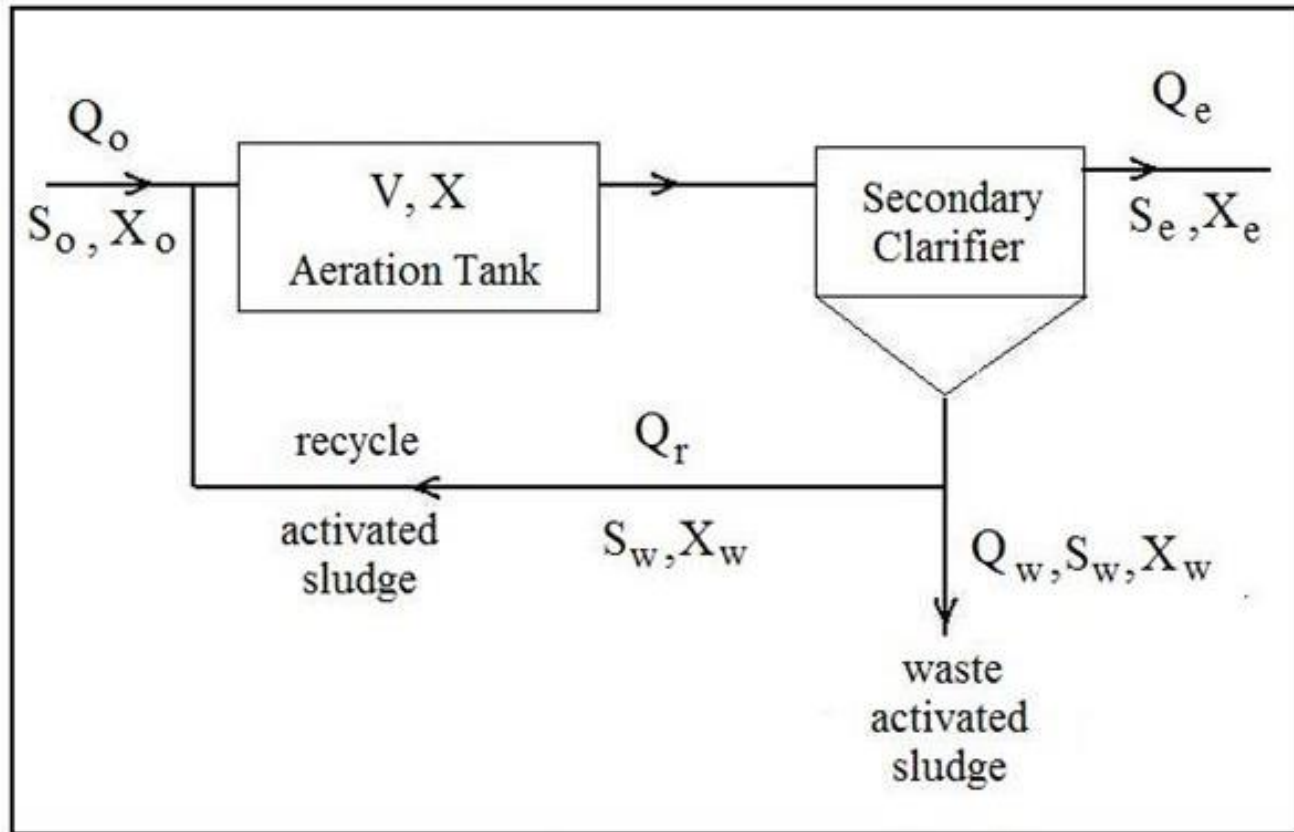 Qo
So, Xo
V, X
Aeration Tank
Secondary
Clarifier
Qe
Se, Xe
recycle
activated
sludge
Qr
Sw, Xw
Qw, Sw, Xw
waste
activated
sludge